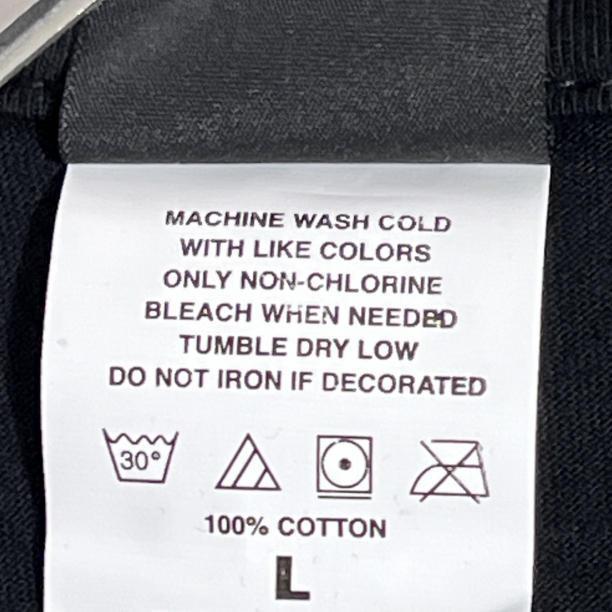 MACHINE WASH COLD
WITH LIKE COLORS
ONLY NON-CHLORINE
BLEACH WHEN NEEDED
TUMBLE DRY LOW
DO NOT IRON IF DECORATED
30°
100% COTTON
L